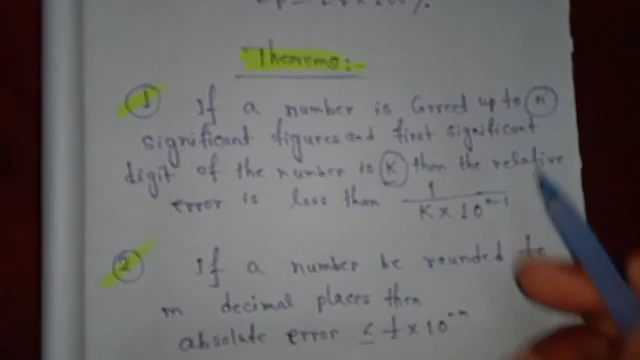 Theorems:-
① If a number is Correct up to ⓝ
significant figures and first significant
digit of the number is Ⓚ then the relative
error is less than 1/(K × 10ⁿ⁻¹)
② If a number be rounded to
m decimal places then
absolute error ≤ ½ × 10⁻ᵐ